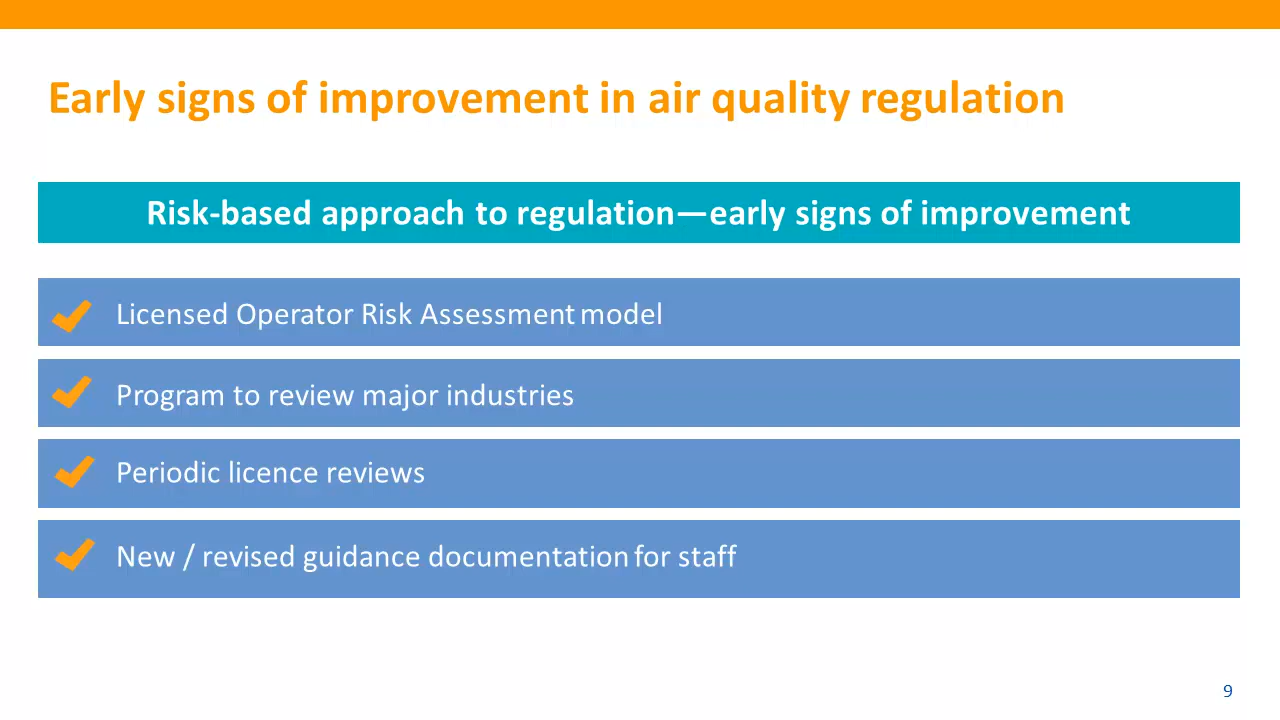 Early signs of improvement in air quality regulation
Risk-based approach to regulation—early signs of improvement
Licensed Operator Risk Assessment model
Program to review major industries
Periodic licence reviews
New / revised guidance documentation for staff
9